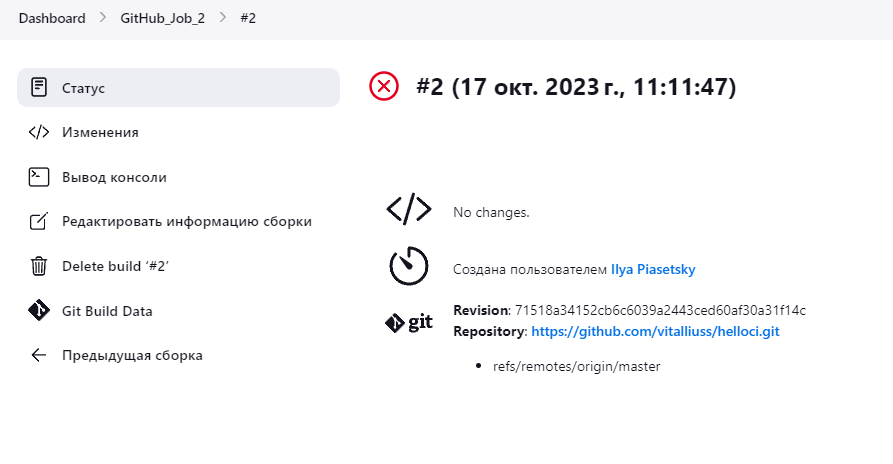 Dashboard > GitHub_Job_2 > #2
Статус
#2 (17 окт. 2023 г., 11:11:47)
Изменения
Вывод консоли
Редактировать информацию сборки
Delete build ‘#2’
Git Build Data
Предыдущая сборка
No changes.
Создана пользователем Ilya Piasetsky
git
Revision: 71518a34152cb6c6039a2443ced60af30a31f14c
Repository: https://github.com/vitalliuss/helloci.git
• refs/remotes/origin/master